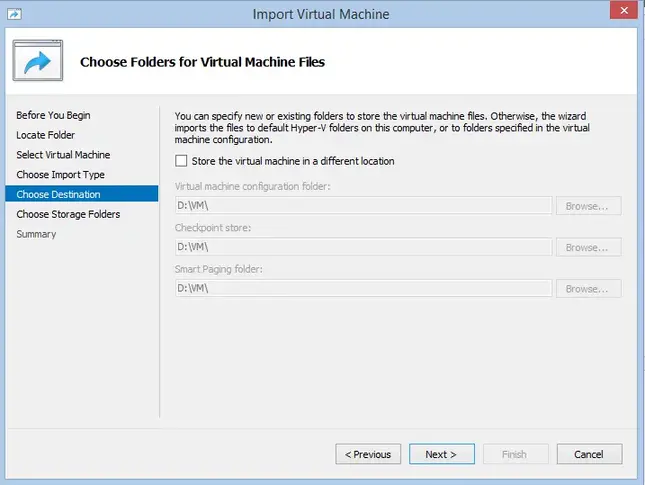 Import Virtual Machine
Choose Folders for Virtual Machine Files
Before You Begin
Locate Folder
Select Virtual Machine
Choose Import Type
Choose Destination
Choose Storage Folders
Summary
You can specify new or existing folders to store the virtual machine files. Otherwise, the wizard
imports the files to default Hyper-V folders on this computer, or to folders specified in the virtual
machine configuration.
Store the virtual machine in a different location
Virtual machine configuration folder:
D:\VM\
Browse...
Checkpoint store:
D:\VM\
Browse...
Smart Paging folder:
D:\VM\
Browse...
< Previous
Next >
Finish
Cancel